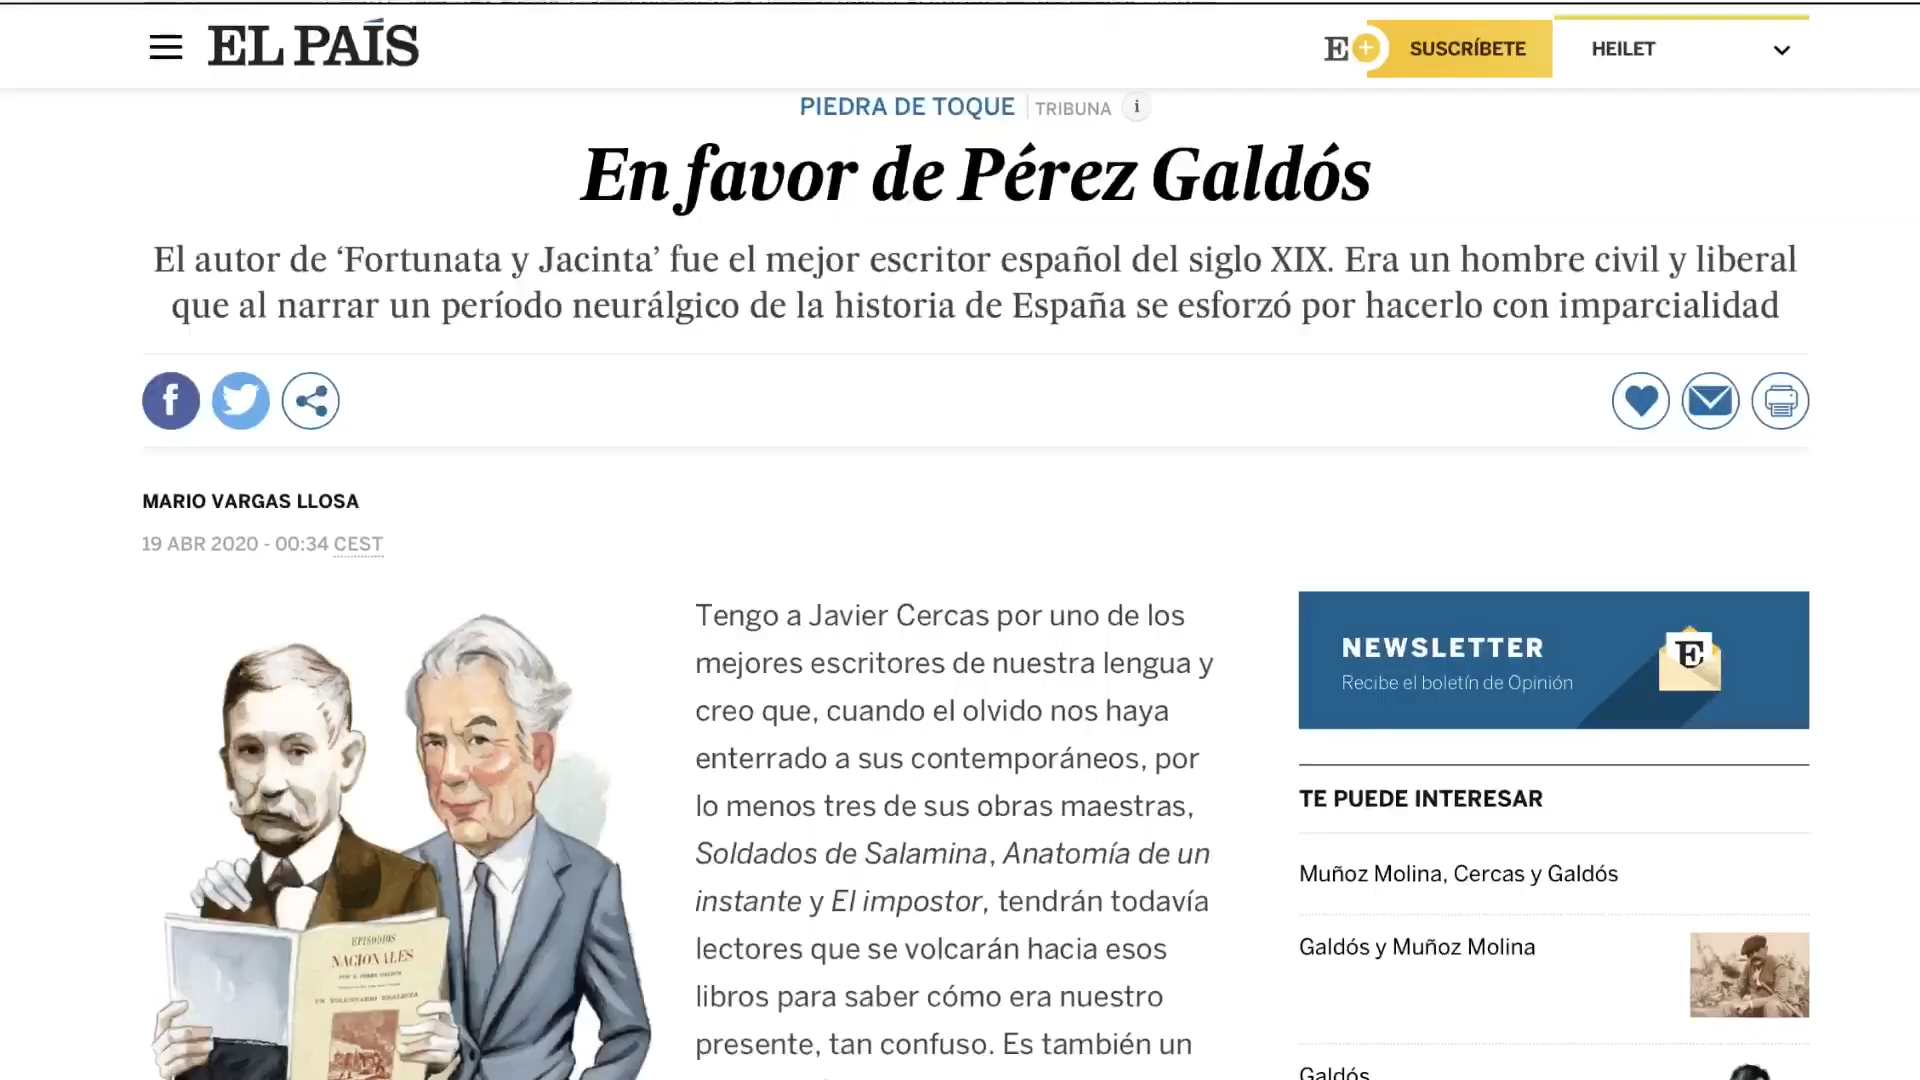 EL PAÍS
E+
SUSCRÍBETE
HEILET
PIEDRA DE TOQUE
TRIBUNA
i
En favor de Pérez Galdós
El autor de ‘Fortunata y Jacinta’ fue el mejor escritor español del siglo XIX. Era un hombre civil y liberal
que al narrar un período neurálgico de la historia de España se esforzó por hacerlo con imparcialidad
f
MARIO VARGAS LLOSA
19 ABR 2020 - 00:34 CEST
EPISODIOS
NACIONALES
POR B. PÉREZ GALDÓS
UN VOLUNTARIO REALISTA
Tengo a Javier Cercas por uno de los
mejores escritores de nuestra lengua y
creo que, cuando el olvido nos haya
enterrado a sus contemporáneos, por
lo menos tres de sus obras maestras,
Soldados de Salamina, Anatomía de un
instante y El impostor, tendrán todavía
lectores que se volcarán hacia esos
libros para saber cómo era nuestro
presente, tan confuso. Es también un
NEWSLETTER
Recibe el boletín de Opinión
E
TE PUEDE INTERESAR
Muñoz Molina, Cercas y Galdós
Galdós y Muñoz Molina
Galdós